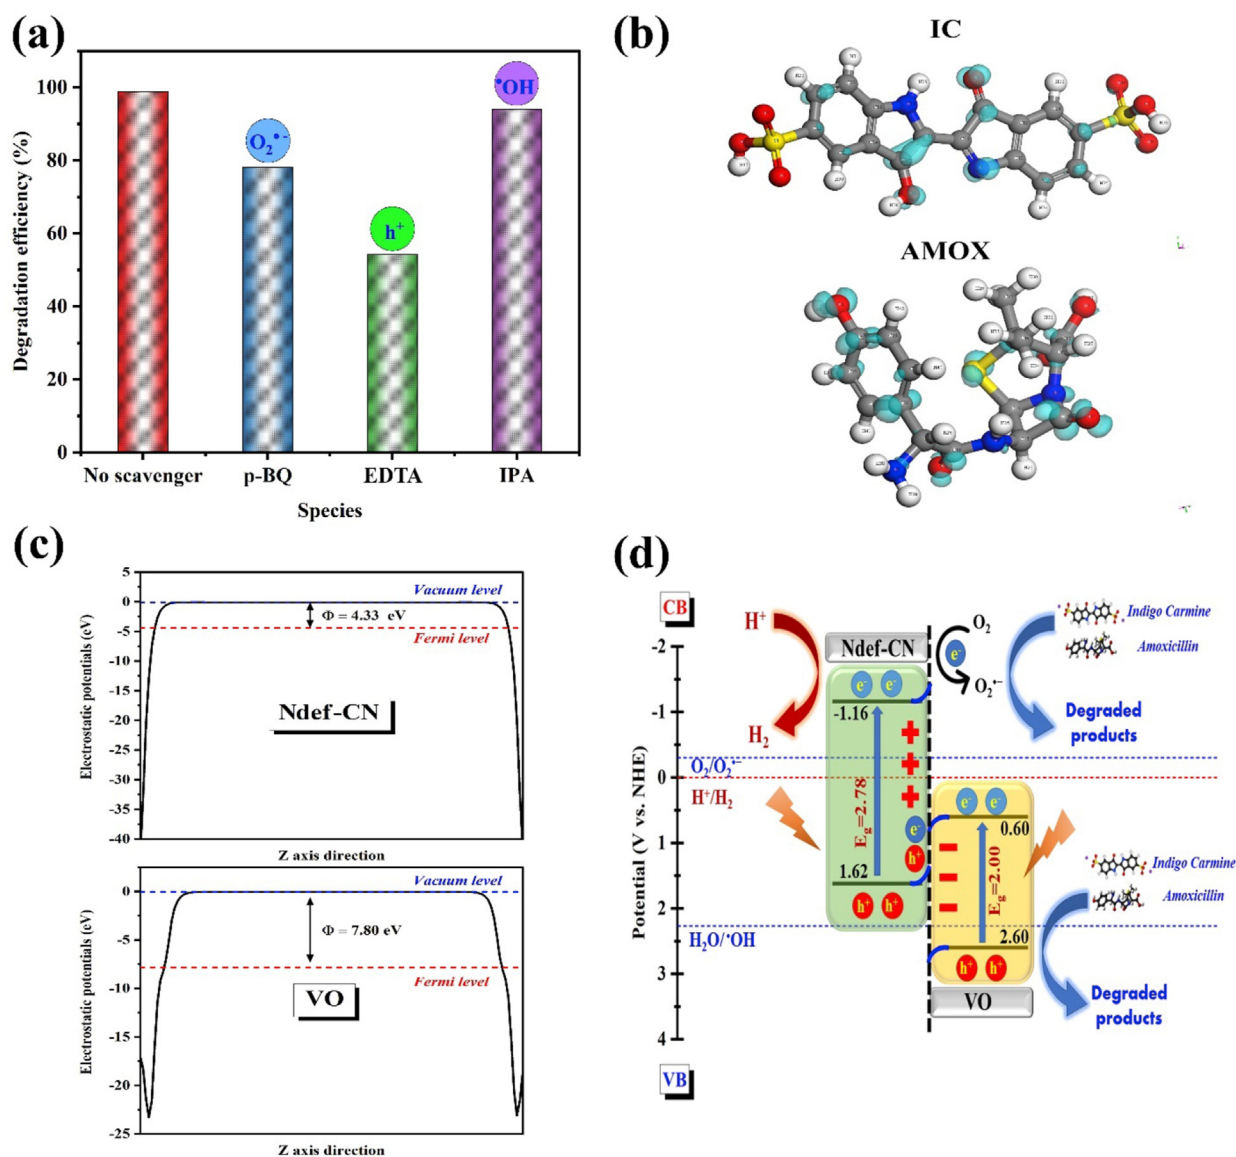 (a)
Degradation efficiency (%)
100
80
60
40
20
0
O₂•⁻
h⁺
•OH
No scavenger
p-BQ
EDTA
IPA
Species
(b)
IC
AMOX
(c)
Electrostatic potentials (eV)
5
0
-5
-10
-15
-20
-25
-30
-35
-40
Vacuum level
Φ = 4.33 eV
Fermi level
Ndef-CN
Z axis direction
Electrostatic potentials (eV)
0
-5
-10
-15
-20
-25
Vacuum level
Φ = 7.80 eV
Fermi level
VO
Z axis direction
(d)
CB
Potential (V vs. NHE)
-2
-1
0
1
2
3
4
VB
H⁺
H₂
Ndef-CN
e⁻ e⁻
-1.16
E_g=2.78
1.62
h⁺ h⁺
e⁻
h⁺
O₂
e⁻
O₂•⁻
Indigo Carmine
Amoxicillin
Degraded
products
O₂/O₂•⁻
H⁺/H₂
e⁻ e⁻
0.60
E_g=2.00
2.60
h⁺ h⁺
VO
H₂O/•OH
Indigo Carmine
Amoxicillin
Degraded
products